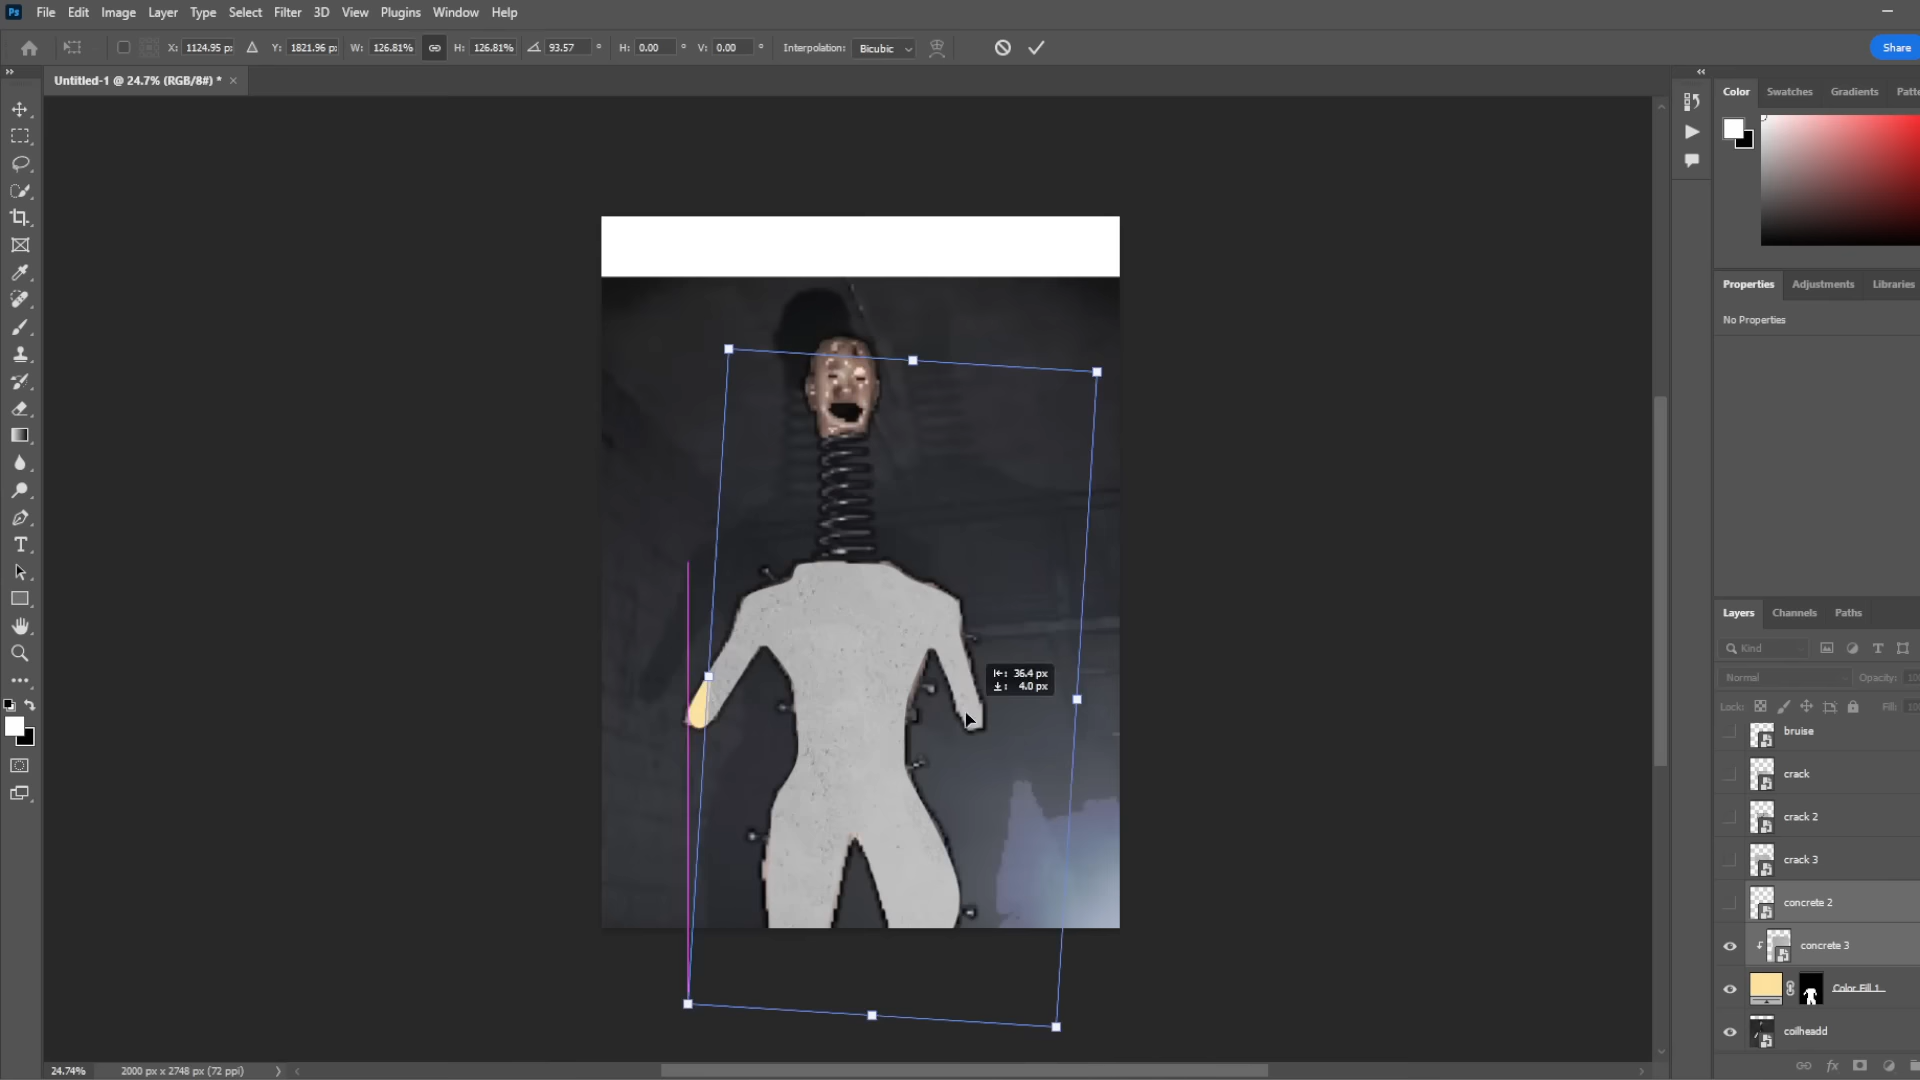 Ps File Edit Image Layer Type Select Filter 3D View Plugins Window Help
X: 1124.95 p Y: 1821.96 p W: 126.81% H: 126.81% 93.57 ° H: 0.00 ° V: 0.00 ° Interpolation: Bicubic Share
Untitled-1 @ 24.7% (RGB/8#) * ×
Color Swatches Gradients Patte
Properties Adjustments Libraries
No Properties
Layers Channels Paths
Kind
Normal Opacity: 10
Lock: Fill: 10
bruise
crack
crack 2
crack 3
concrete 2
concrete 3
Color Fill 1
coilheadd
36.4 px
4.0 px
24.74% 2000 px x 2748 px (72 ppi)